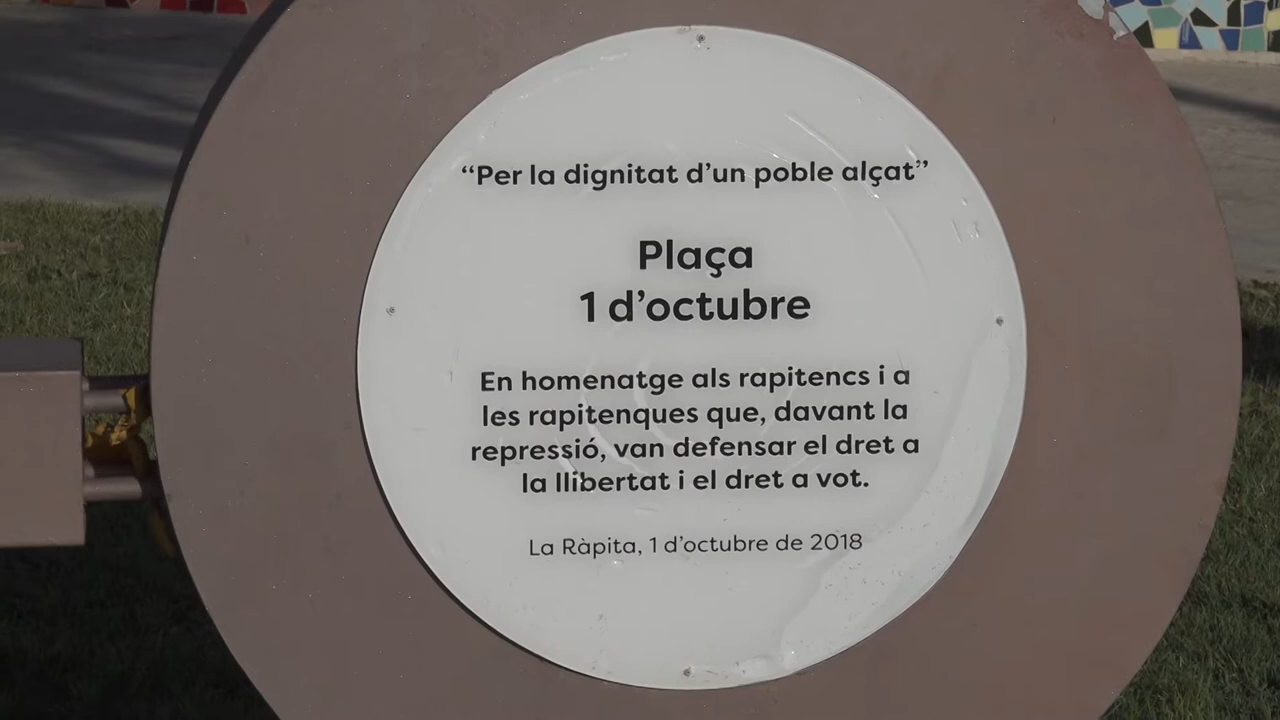 “Per la dignitat d’un poble alçat”
Plaça
1 d’octubre
En homenatge als rapitencs i a
les rapitenques que, davant la
repressió, van defensar el dret a
la llibertat i el dret a vot.
La Ràpita, 1 d’octubre de 2018